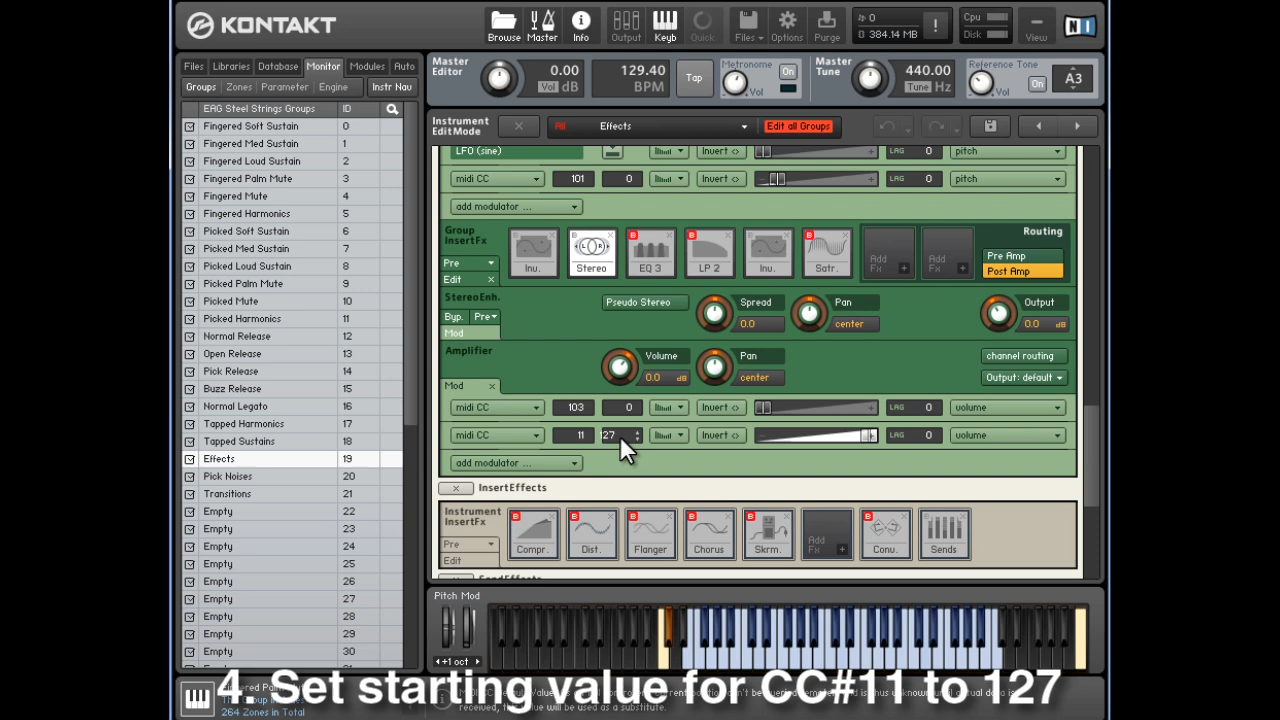 KONTAKT
Browse Master Info Output Keyb Quick Files Options Purge View
0
384.14 MB
!
Cpu
Disk
NI
Files Libraries Database Monitor Modules Auto
Groups Zones Parameter Engine Instr Nav
Master
Editor
0.00
Vol dB
129.40
BPM
Tap
Metronome
On
Vol
Master
Tune
440.00
Tune Hz
Reference Tone
On
Vol
A3
EAG Steel Strings Groups ID
Fingered Soft Sustain 0
Fingered Med Sustain 1
Fingered Loud Sustain 2
Fingered Palm Mute 3
Fingered Mute 4
Fingered Harmonics 5
Picked Soft Sustain 6
Picked Med Sustain 7
Picked Loud Sustain 8
Picked Palm Mute 9
Picked Mute 10
Picked Harmonics 11
Normal Release 12
Open Release 13
Pick Release 14
Buzz Release 15
Normal Legato 16
Tapped Harmonics 17
Tapped Sustains 18
Effects 19
Pick Noises 20
Transitions 21
Empty 22
Empty 23
Empty 24
Empty 25
Empty 26
Empty 27
Empty 28
Empty 29
Empty 30
Instrument
EditMode
All Effects Edit all Groups
LFO (sine) Invert LAG 0 pitch
midi CC 101 0 Invert LAG 0 pitch
add modulator ...
Group
InsertFx
Pre
Edit
Inv. Stereo EQ 3 LP 2 Inv. Satr. Add Fx Add Fx
Routing
Pre Amp
Post Amp
StereoEnh.
Byp. Pre
Mod
Pseudo Stereo
Spread
0.0
Pan
center
Output
0.0 dB
Amplifier
Mod
Volume
0.0 dB
Pan
center
channel routing
Output: default
midi CC 103 0 Invert LAG 0 volume
midi CC 11 127 Invert LAG 0 volume
add modulator ...
InsertEffects
Instrument
InsertFx
Pre
Edit
Compr. Dist. Flanger Chorus Skrm. Add Fx Conv. Sends
SendEffects
Pitch Mod
+1 oct
264 Zones in Total
4. Set starting value for CC#11 to 127